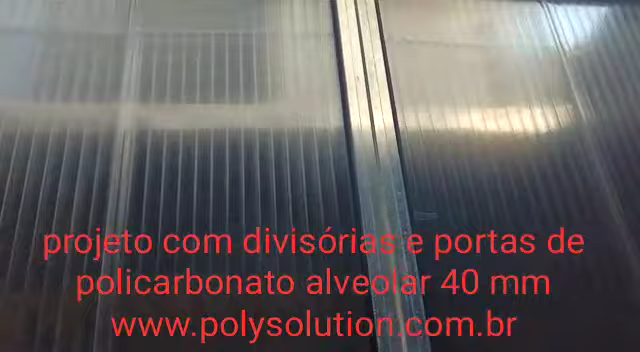 projeto com divisórias e portas de
policarbonato alveolar 40 mm
www.polysolution.com.br